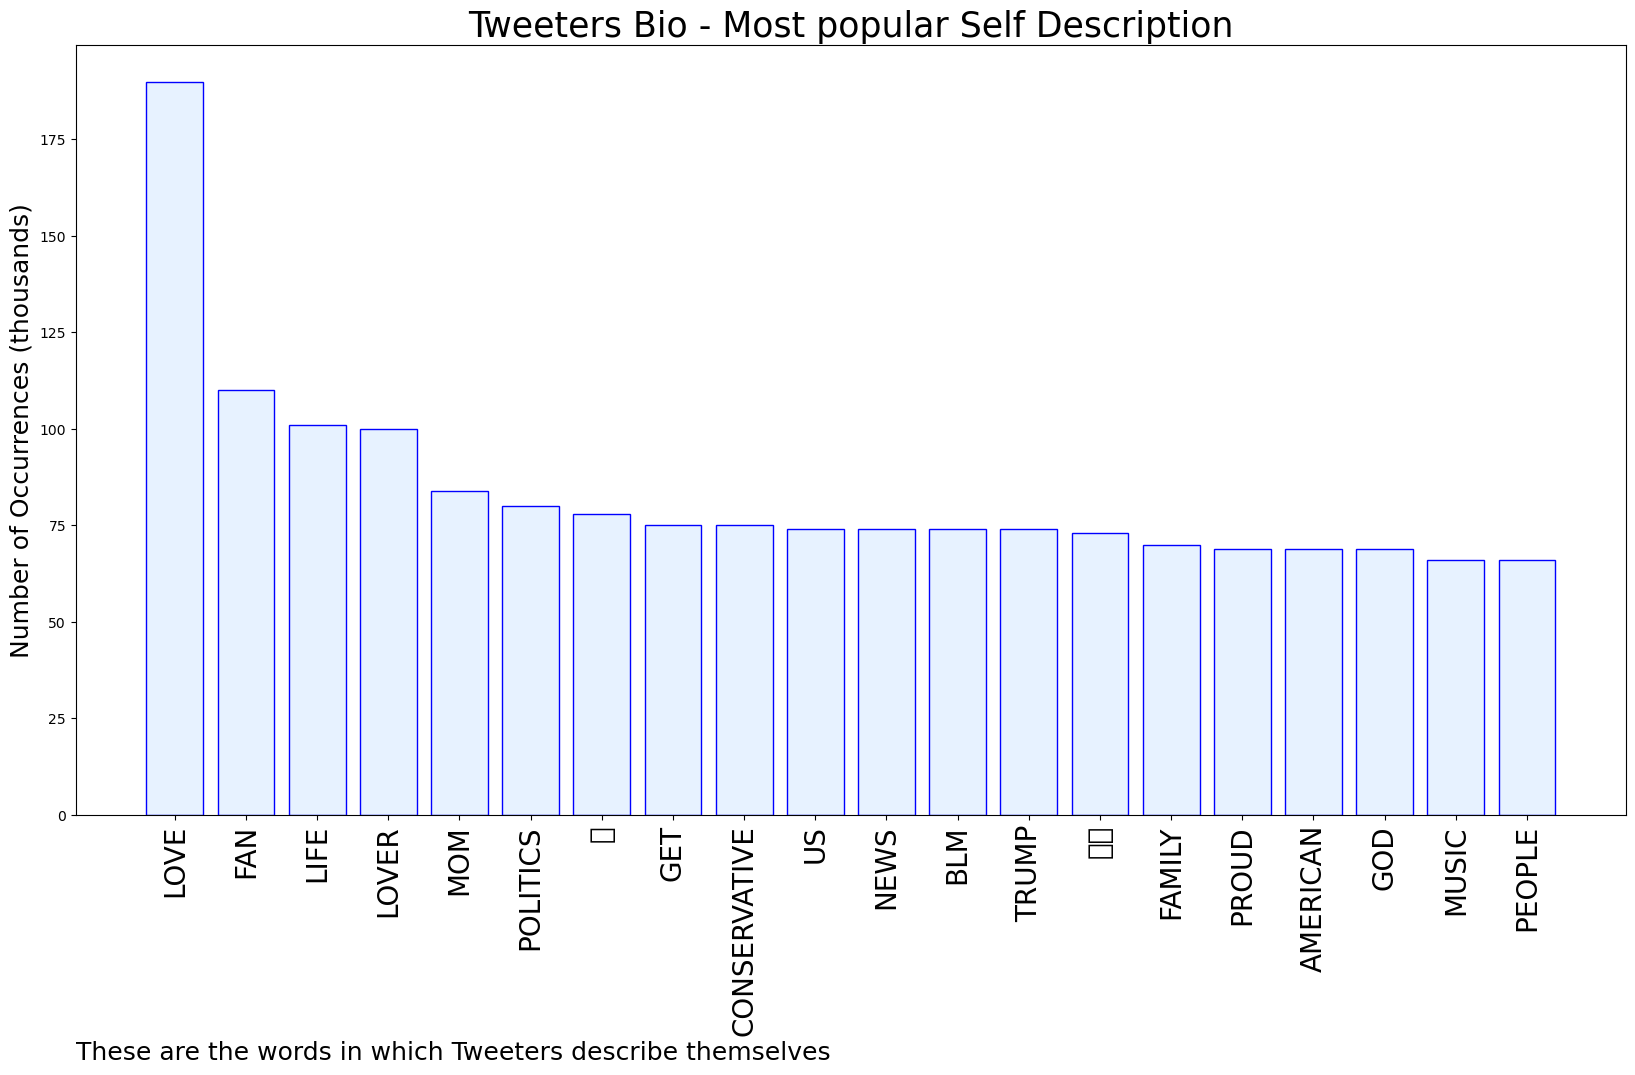 Tweeters Bio - Most popular Self Description
Number of Occurrences (thousands)
175
150
125
100
75
50
25
0
LOVE
FAN
LIFE
LOVER
MOM
POLITICS
GET
CONSERVATIVE
US
NEWS
BLM
TRUMP
FAMILY
PROUD
AMERICAN
GOD
MUSIC
PEOPLE
These are the words in which Tweeters describe themselves